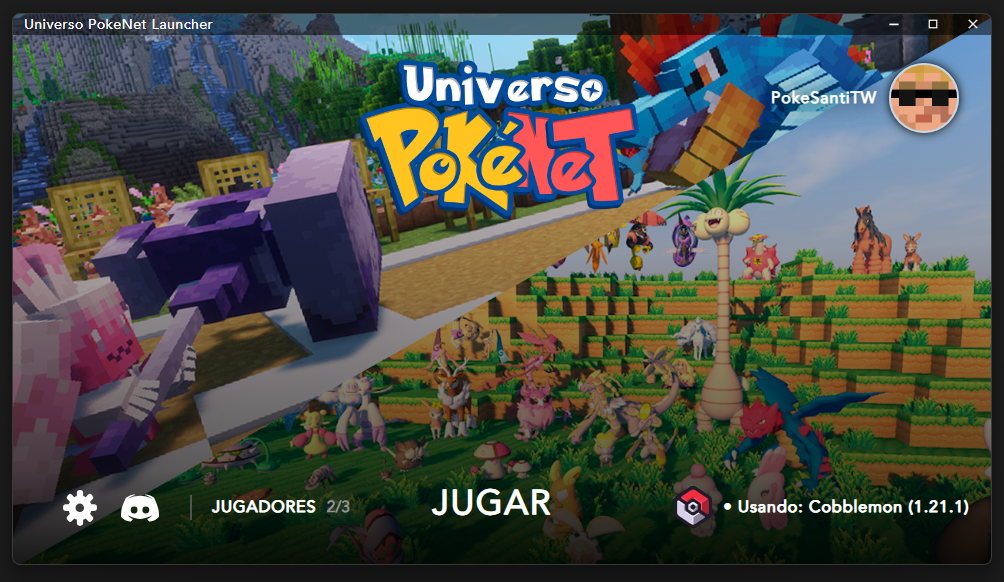 Universo PokeNet Launcher
Universo
PokéNet
PokeSantiTW
JUGADORES 2/3
JUGAR
• Usando: Cobblemon (1.21.1)